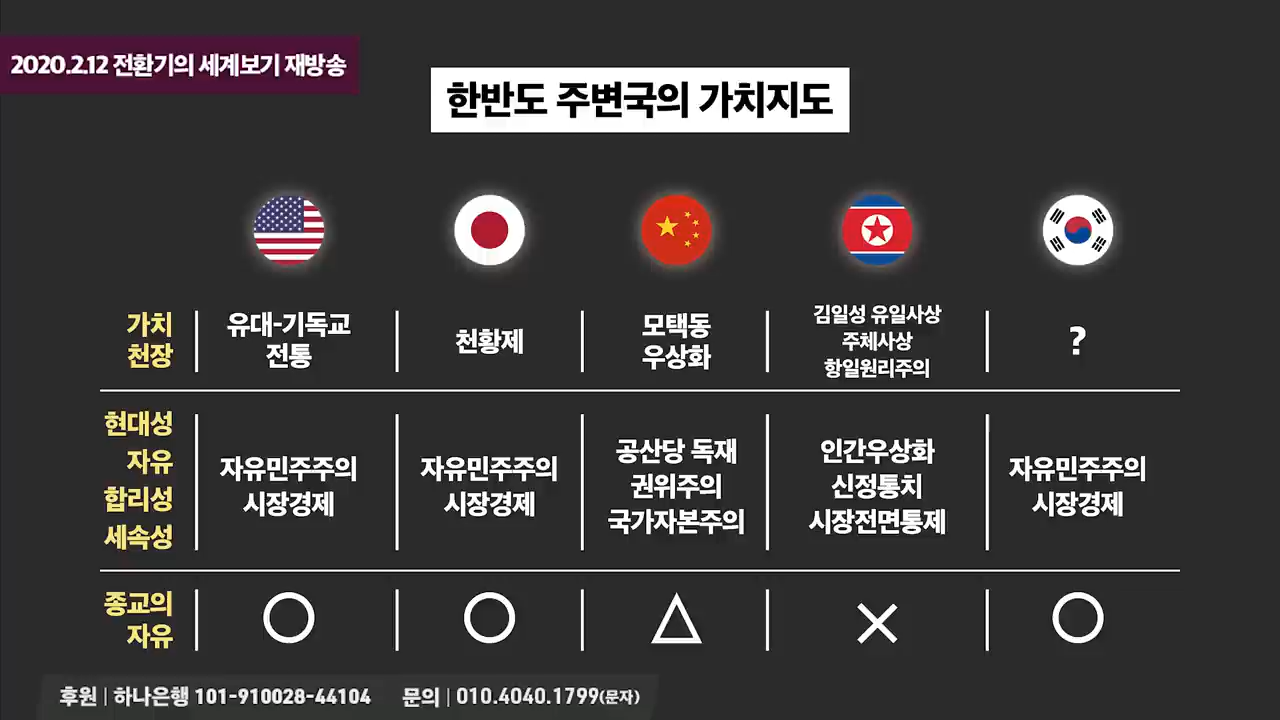 2020.2.12 전환기의 세계보기 재방송
한반도 주변국의 가치지도
가치
천장
유대-기독교
전통
천황제
모택동
우상화
김일성 유일사상
주체사상
항일원리주의
?
현대성
자유
합리성
세속성
자유민주주의
시장경제
자유민주주의
시장경제
공산당 독재
권위주의
국가자본주의
인간우상화
신정통치
시장전면통제
자유민주주의
시장경제
종교의
자유
후원 | 하나은행 101-910028-44104 문의 | 010.4040.1799(문자)